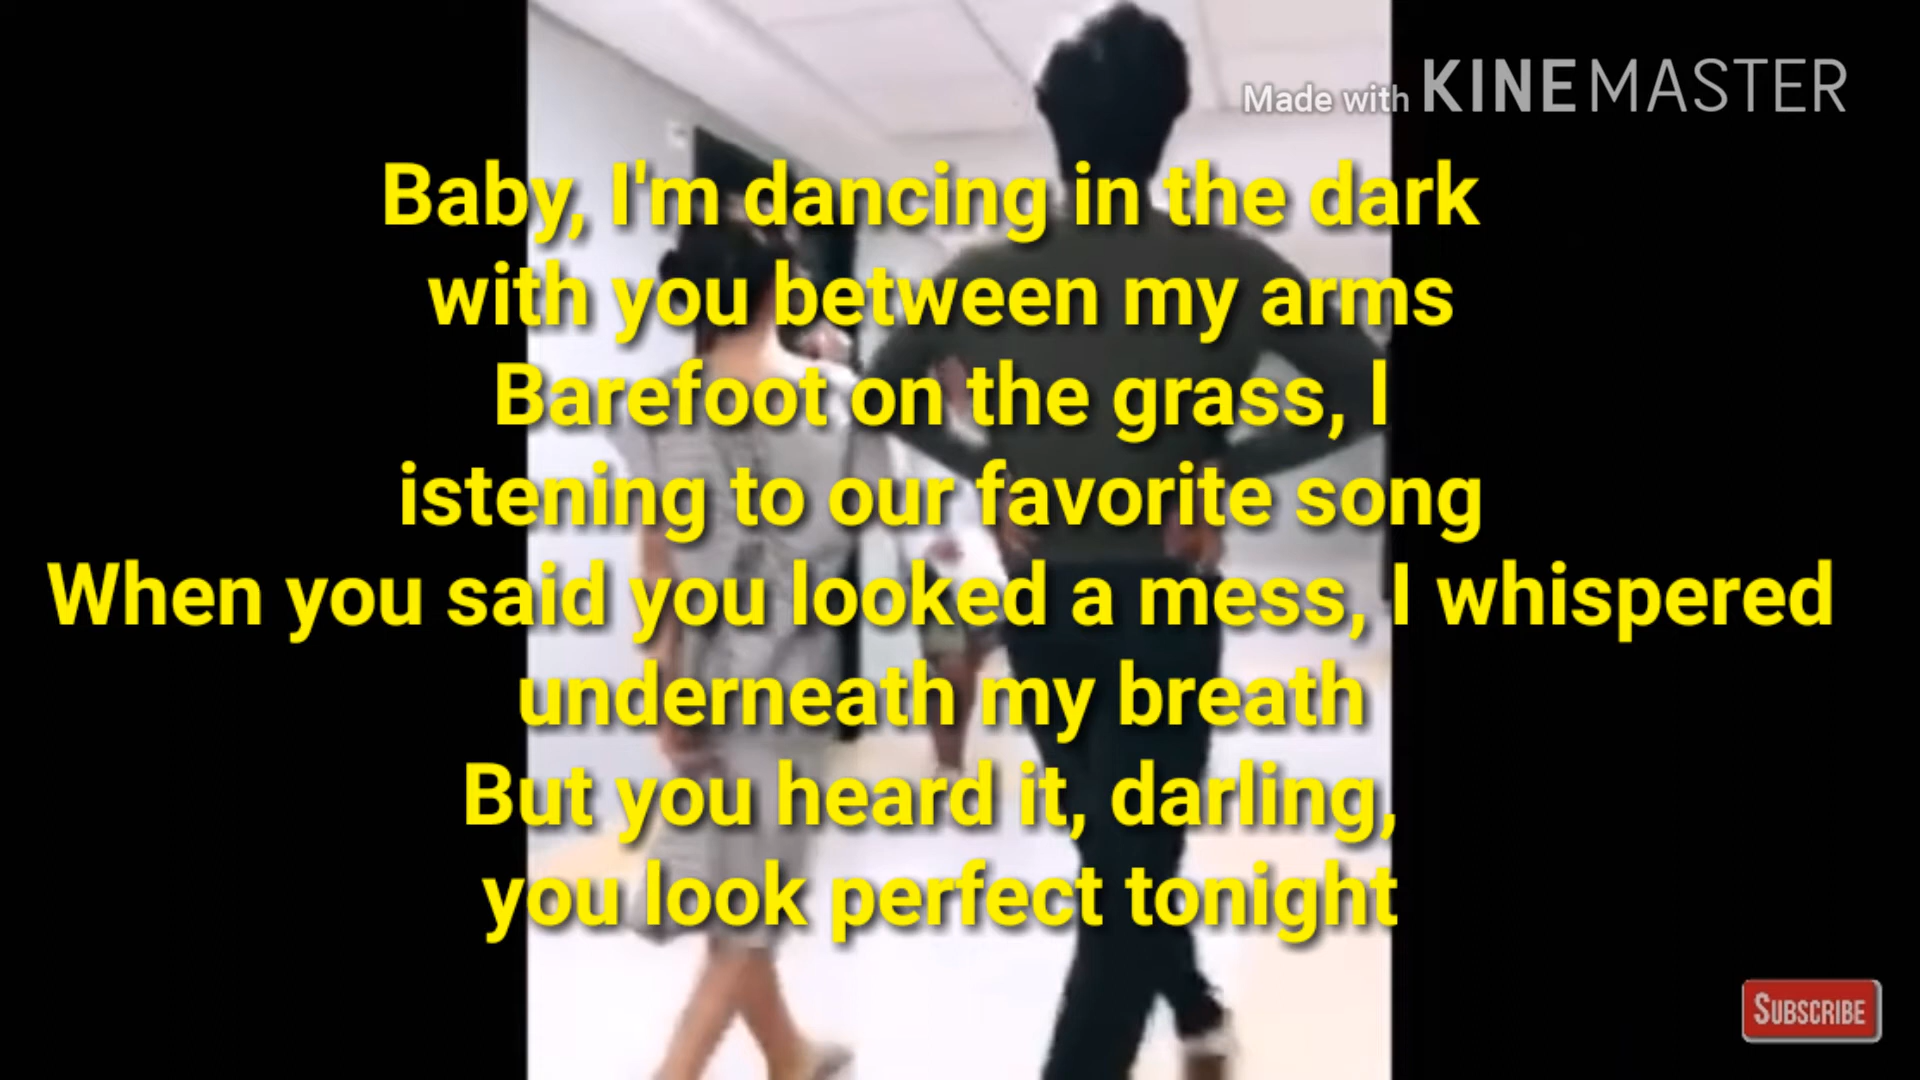 Made with KINEMASTER
Baby, I'm dancing in the dark
with you between my arms
Barefoot on the grass, l
istening to our favorite song
When you said you looked a mess, I whispered
underneath my breath
But you heard it, darling,
you look perfect tonight
SUBSCRIBE